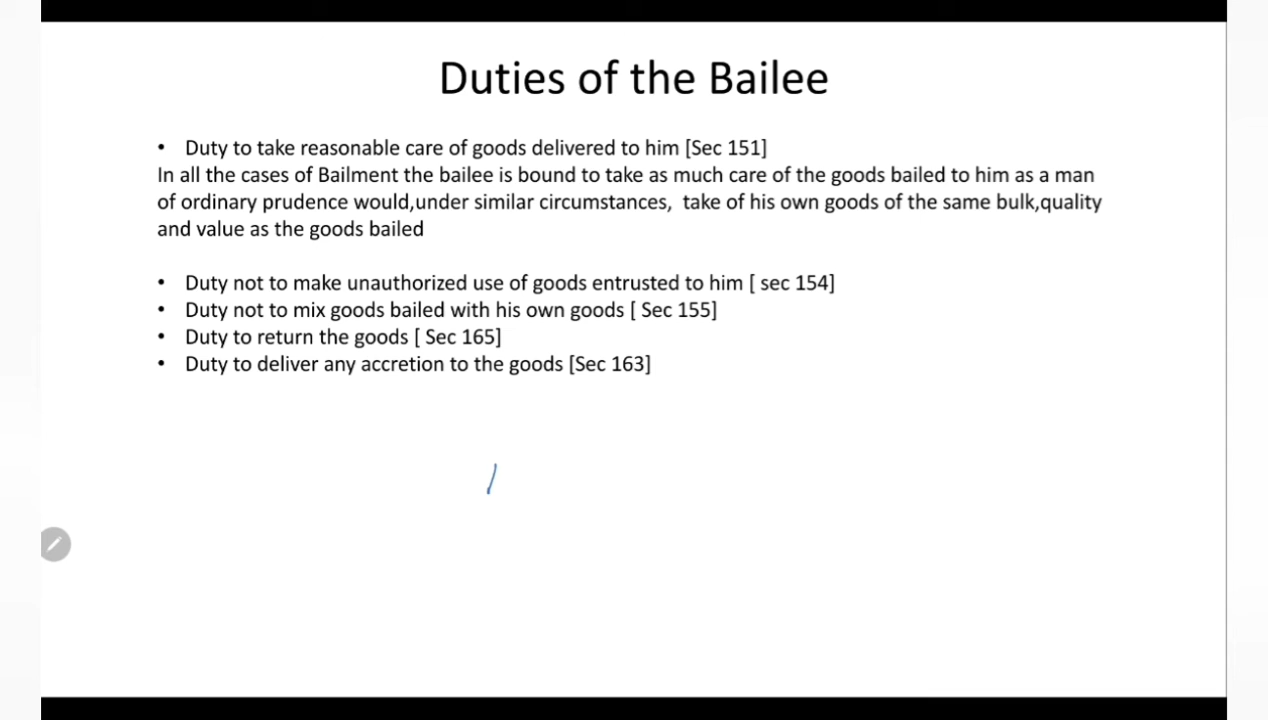 Duties of the Bailee
• Duty to take reasonable care of goods delivered to him [Sec 151]
In all the cases of Bailment the bailee is bound to take as much care of the goods bailed to him as a man
of ordinary prudence would,under similar circumstances, take of his own goods of the same bulk,quality
and value as the goods bailed
• Duty not to make unauthorized use of goods entrusted to him [ sec 154]
• Duty not to mix goods bailed with his own goods [ Sec 155]
• Duty to return the goods [ Sec 165]
• Duty to deliver any accretion to the goods [Sec 163]